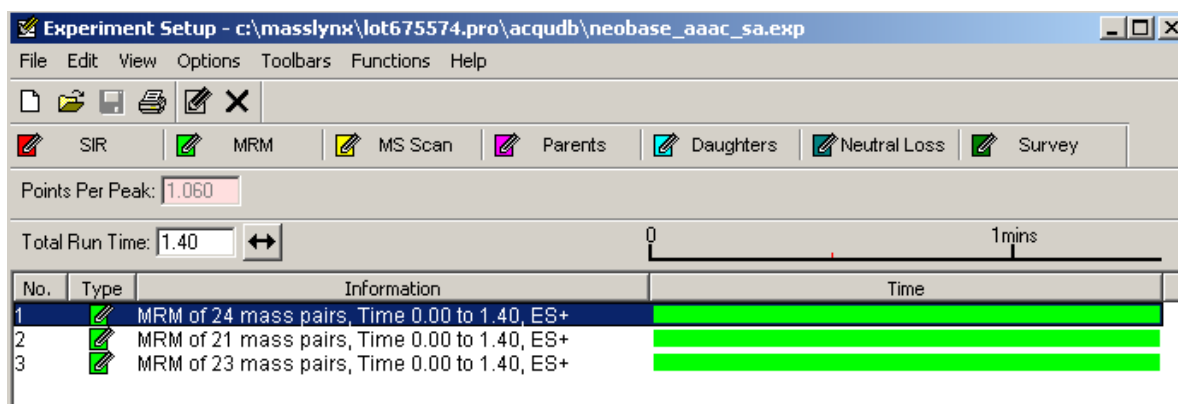 Experiment Setup - c:\masslynx\lot675574.pro\acqudb\neobase_aaac_sa.exp
File Edit View Options Toolbars Functions Help
SIR MRM MS Scan Parents Daughters Neutral Loss Survey
Points Per Peak: 1.060
Total Run Time: 1.40 0 1mins
No. Type Information Time
1 MRM of 24 mass pairs, Time 0.00 to 1.40, ES+
2 MRM of 21 mass pairs, Time 0.00 to 1.40, ES+
3 MRM of 23 mass pairs, Time 0.00 to 1.40, ES+